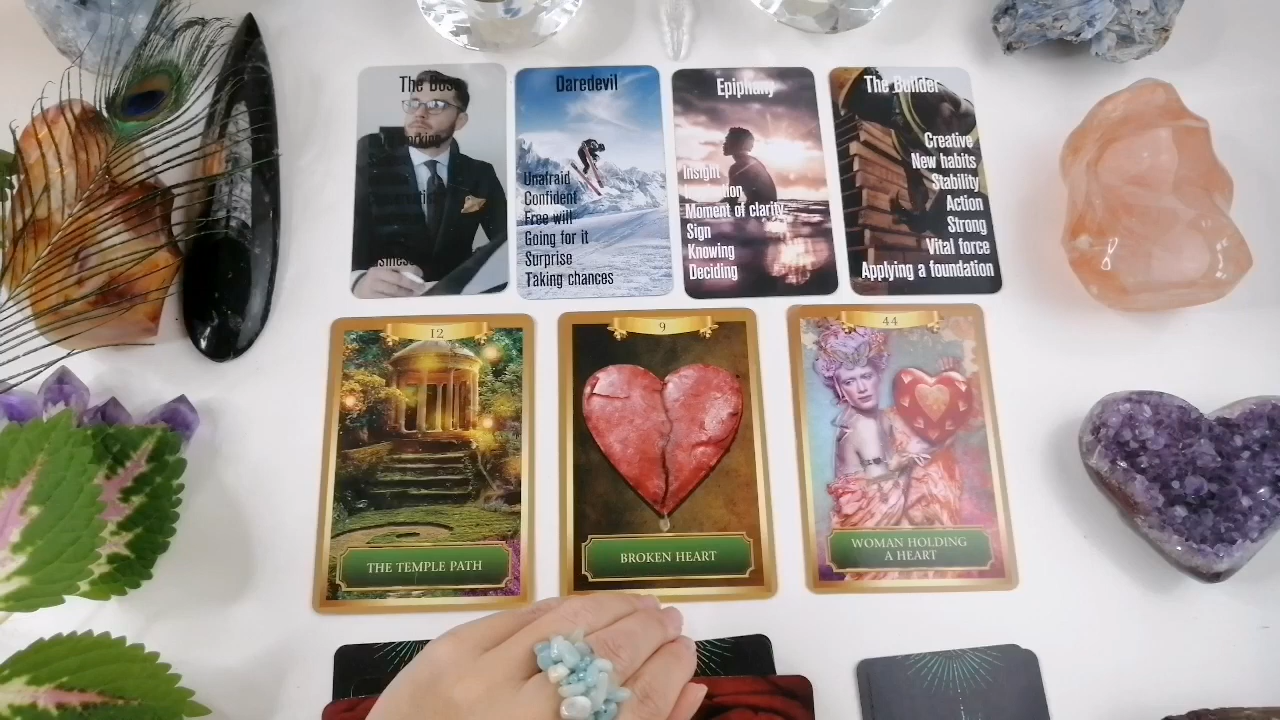 The Boss
Daredevil
Unafraid
Confident
Free will
Going for it
Surprise
Taking chances
Epiphany
Insight
Moment of clarity
Sign
Knowing
Deciding
The Builder
Creative
New habits
Stability
Action
Strong
Vital force
Applying a foundation
12
THE TEMPLE PATH
9
BROKEN HEART
44
WOMAN HOLDING
A HEART